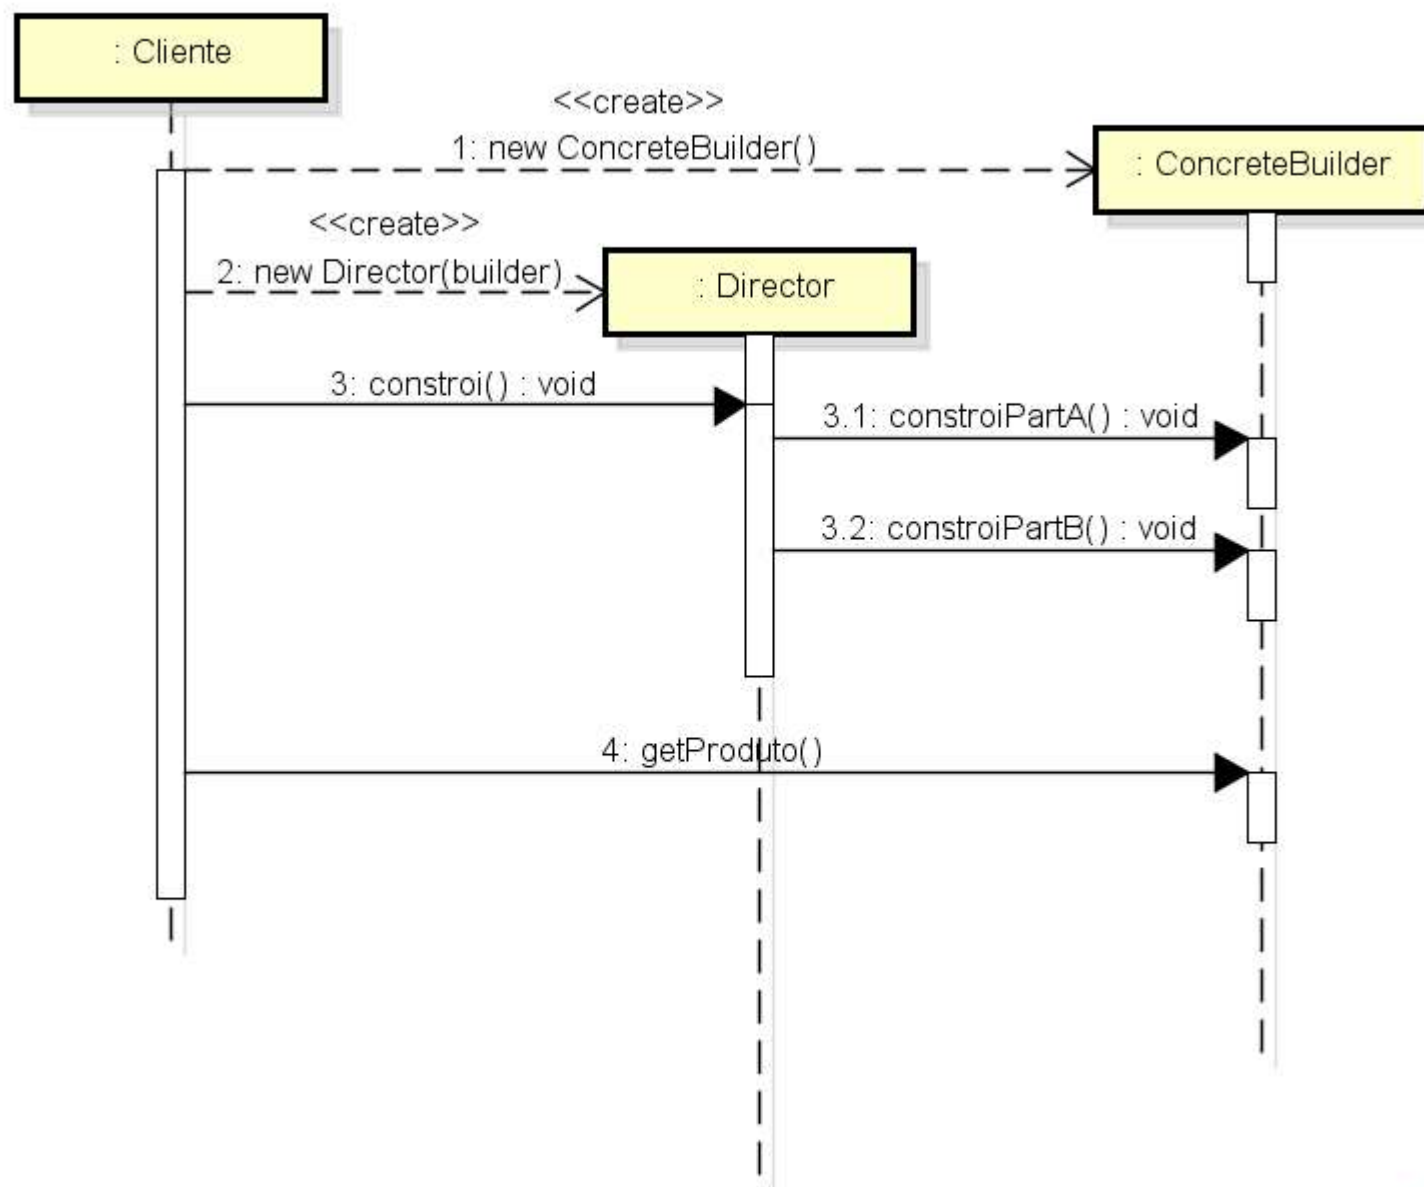 : Cliente
<<create>>
1: new ConcreteBuilder()
: ConcreteBuilder
<<create>>
2: new Director(builder)
: Director
3: constroi() : void
3.1: constroiPartA() : void
3.2: constroiPartB() : void
4: getProduto()